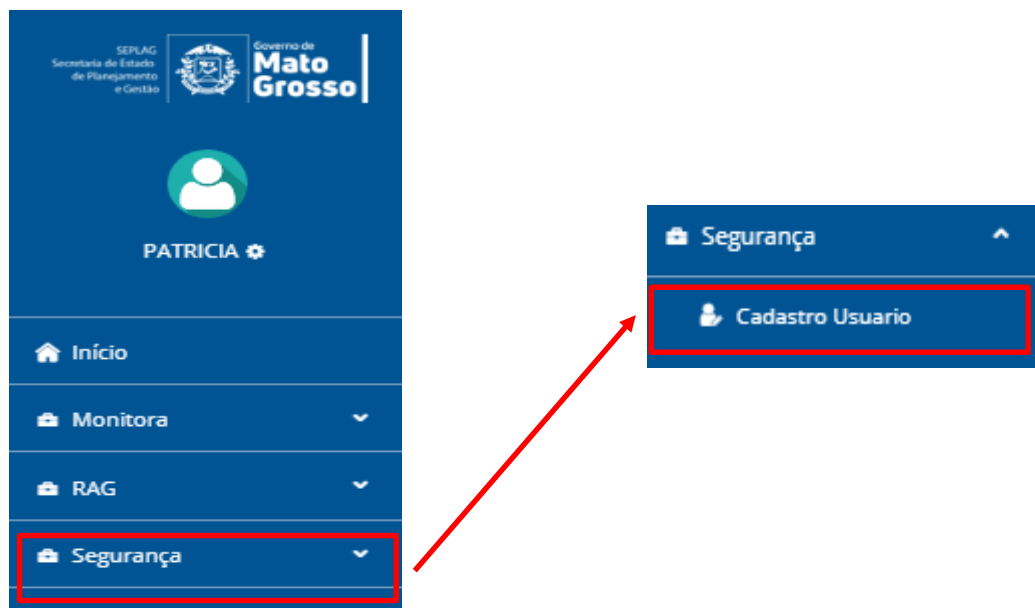 SEPLAG
Secretaria de Estado
de Planejamento
e Gestão
Governo de
Mato
Grosso
PATRICIA
Início
Monitora
RAG
Segurança
Segurança
Cadastro Usuario